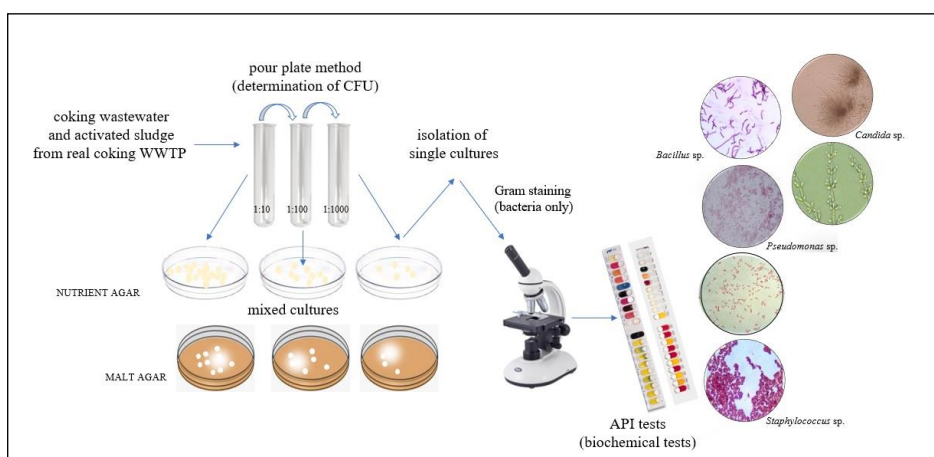 pour plate method
(determination of CFU)
coking wastewater
and activated sludge
from real coking WWTP
1:10
1:100
1:1000
isolation of
single cultures
Gram staining
(bacteria only)
NUTRIENT AGAR
mixed cultures
MALT AGAR
API tests
(biochemical tests)
Bacillus sp.
Candida sp.
Pseudomonas sp.
Staphylococcus sp.